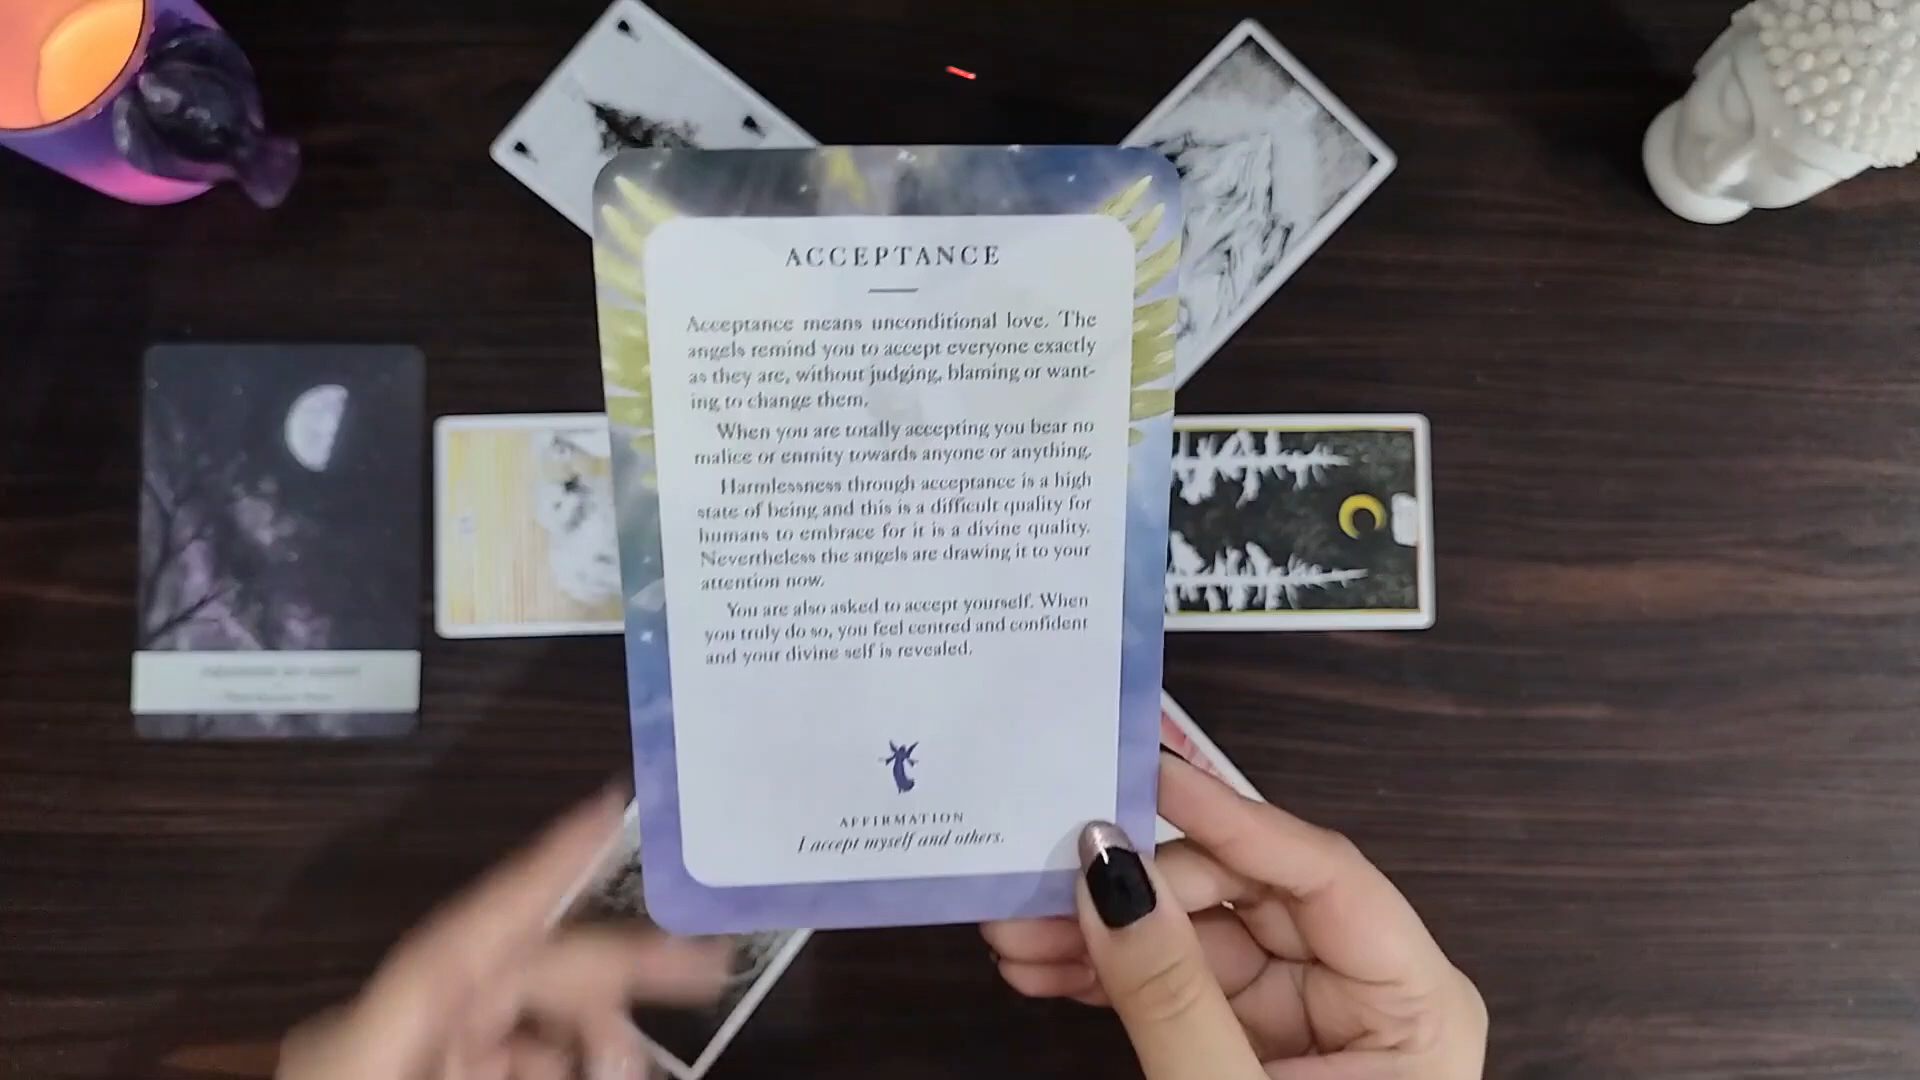 ACCEPTANCE
Acceptance means unconditional love. The
angels remind you to accept everyone exactly
as they are, without judging, blaming or want-
ing to change them.
When you are totally accepting you bear no
malice or enmity towards anyone or anything.
Harmlessness through acceptance is a high
state of being and this is a difficult quality for
humans to embrace for it is a divine quality.
Nevertheless the angels are drawing it to your
attention now.
You are also asked to accept yourself. When
you truly do so, you feel centred and confident
and your divine self is revealed.
AFFIRMATION
I accept myself and others.